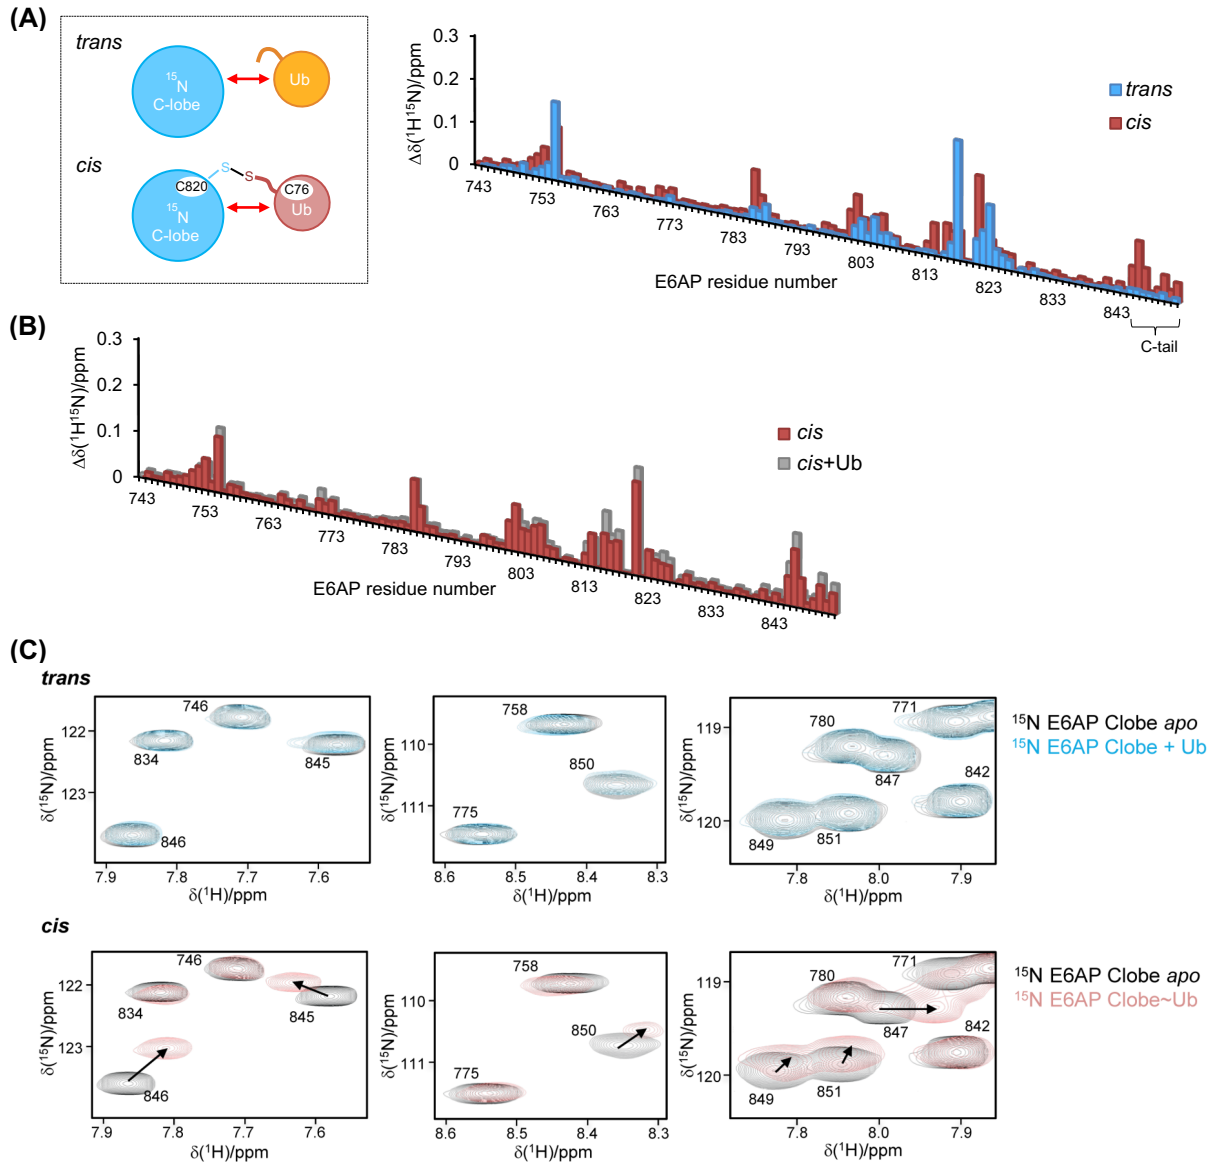 (A)
trans
15N
C-lobe
Ub
cis
C820
S
S
C76
15N
C-lobe
Ub
Δδ(1H15N)/ppm
0.3
0.2
0.1
0
743
753
763
773
783
793
803
813
823
833
843
E6AP residue number
C-tail
trans
cis
(B)
Δδ(1H15N)/ppm
0.3
0.2
0.1
0
743
753
763
773
783
793
803
813
823
833
843
E6AP residue number
cis
cis+Ub
(C)
trans
746
834
845
846
122
123
δ(15N)/ppm
7.9
7.8
7.7
7.6
δ(1H)/ppm
758
850
775
110
111
δ(15N)/ppm
8.6
8.5
8.4
8.3
δ(1H)/ppm
771
780
847
842
849
851
119
120
δ(15N)/ppm
7.8
8.0
7.9
δ(1H)/ppm
15N E6AP Clobe apo
15N E6AP Clobe + Ub
cis
746
834
845
846
122
123
δ(15N)/ppm
7.9
7.8
7.7
7.6
δ(1H)/ppm
758
850
775
110
111
δ(15N)/ppm
8.6
8.5
8.4
8.3
δ(1H)/ppm
771
780
847
842
849
851
119
120
δ(15N)/ppm
7.8
8.0
7.9
δ(1H)/ppm
15N E6AP Clobe apo
15N E6AP Clobe~Ub